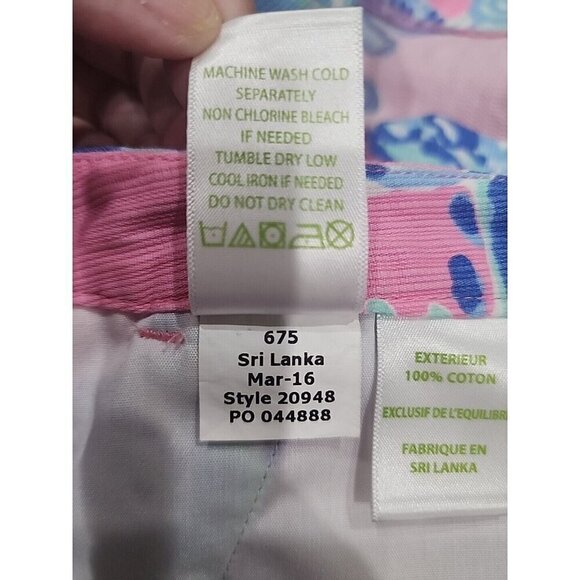 MACHINE WASH COLD
SEPARATELY
NON CHLORINE BLEACH
IF NEEDED
TUMBLE DRY LOW
COOL IRON IF NEEDED
DO NOT DRY CLEAN
675
Sri Lanka
Mar-16
Style 20948
PO 044888
EXTERIEUR
100% COTON
EXCLUSIF DE L'EQUILIBRE
FABRIQUE EN
SRI LANKA